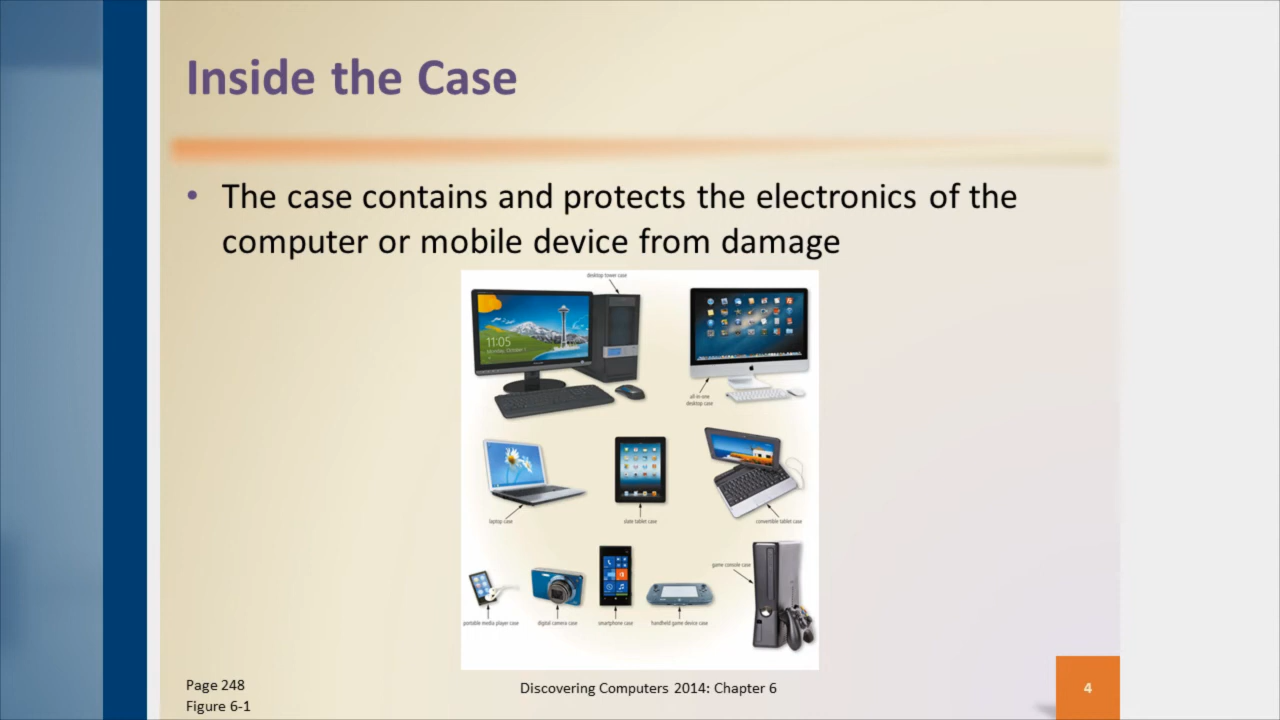 Inside the Case
• The case contains and protects the electronics of the
computer or mobile device from damage
desktop tower case
11:05
Monday, October 1
all-in-one
desktop case
laptop case
slate tablet case
convertible tablet case
game console case
portable media player case
digital camera case
smartphone case
handheld game device case
Page 248
Figure 6-1
Discovering Computers 2014: Chapter 6
4